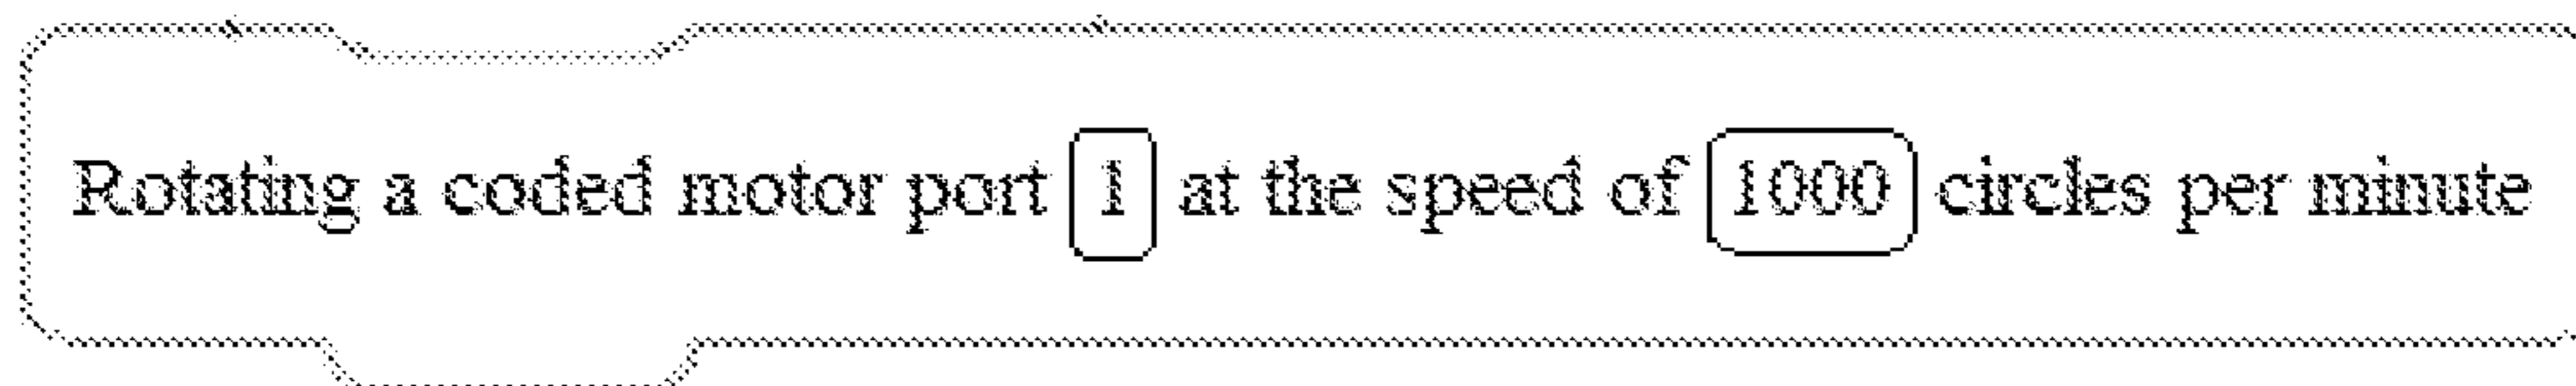 Rotating a coded motor port 1 at the speed of 1000 circles per minute